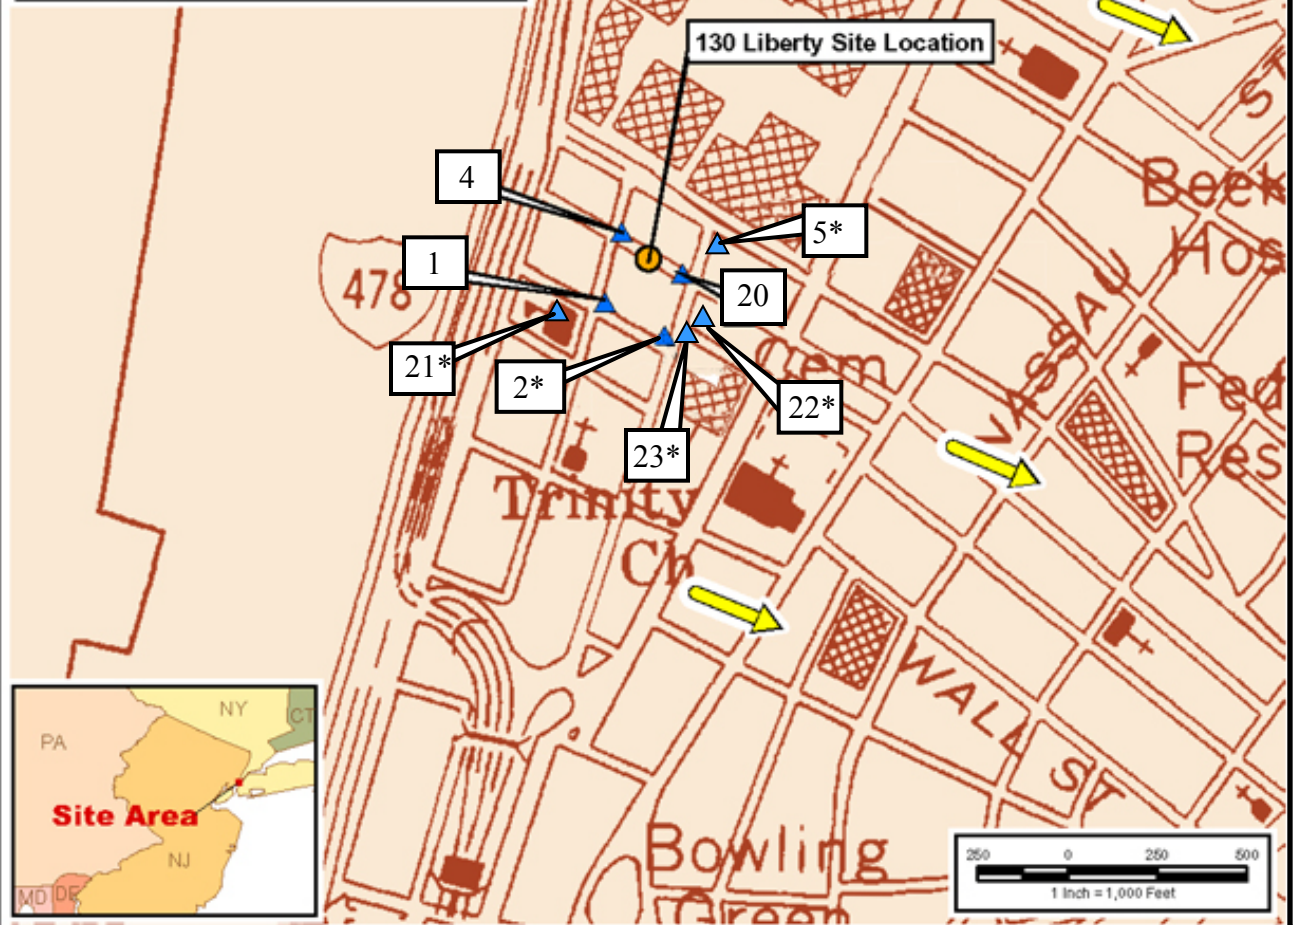 130 Liberty Site Location
ST
4
Beek
5*
Hos
1
478
20
NASSAU
21*
2*
Cem
Fed
22*
23*
Res
Trinity
Ch
WALL ST
NY
CT
PA
Site Area
NJ
MD
DE
Bowling
Green
250 0 250 500
1 Inch = 1,000 Feet